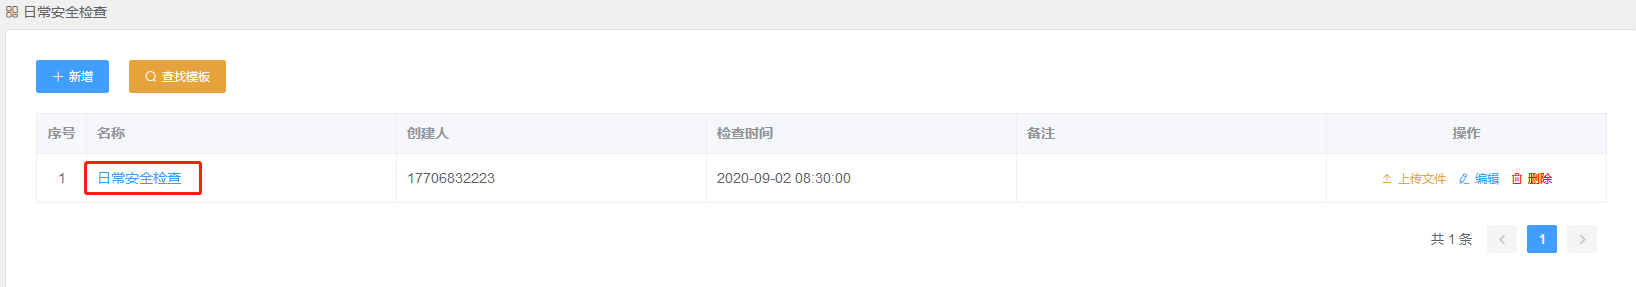 日常安全检查
新增 查找模板
序号 名称 创建人 检查时间 备注 操作
1 日常安全检查 17706832223 2020-09-02 08:30:00 上传文件 编辑 删除
共 1 条 1